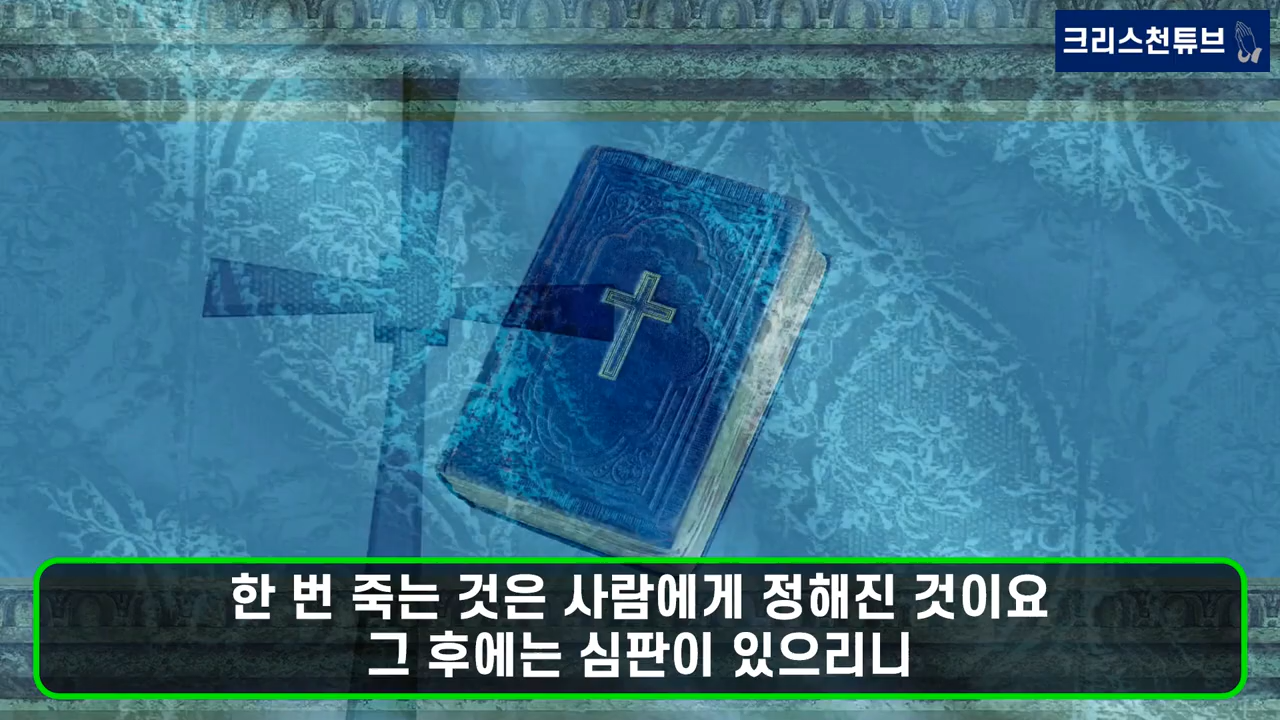 크리스천튜브
한 번 죽는 것은 사람에게 정해진 것이요
그 후에는 심판이 있으리니